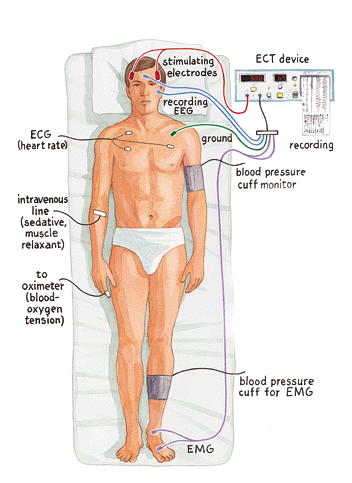 stimulating
electrodes
ECT device
recording
EEG
ECG
(heart rate)
ground
recording
blood pressure
cuff monitor
intravenous
line
(sedative,
muscle
relaxant)
to
oximeter
(blood-
oxygen
tension)
blood pressure
cuff for EMG
EMG